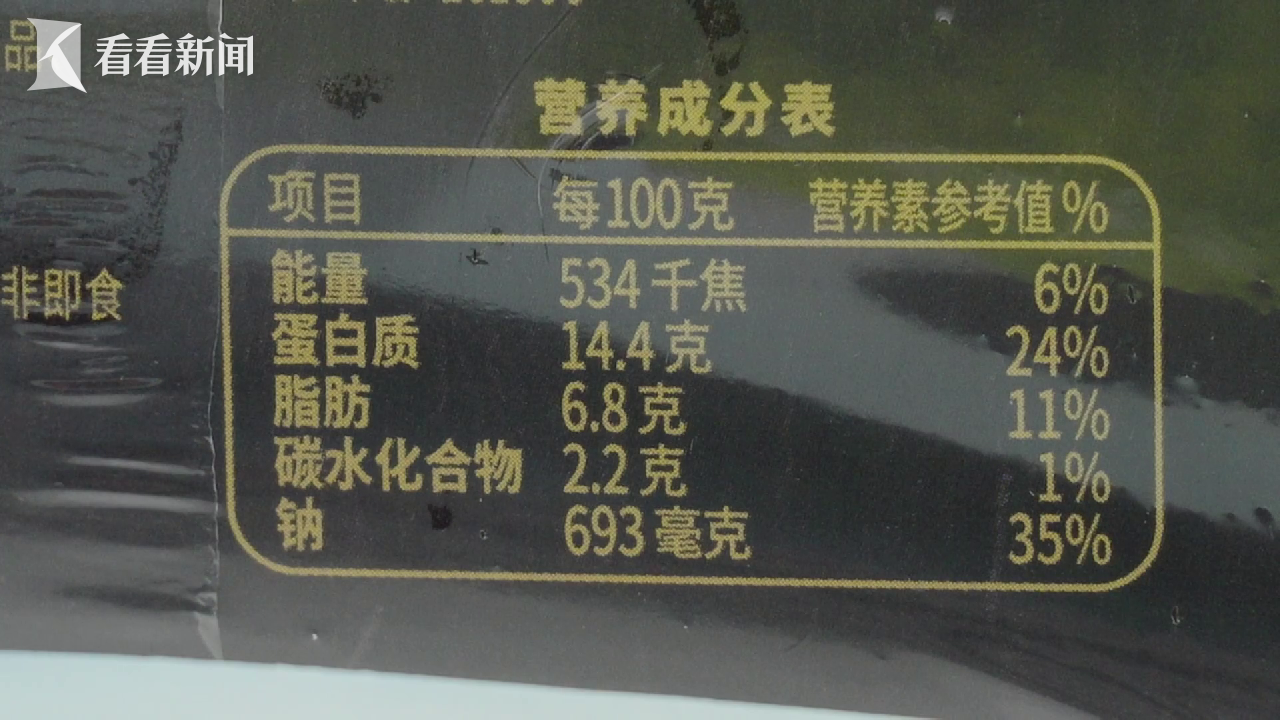 品
看看新闻
营养成分表
项目 每100克 营养素参考值%
能量 534千焦 6%
蛋白质 14.4克 24%
脂肪 6.8克 11%
碳水化合物 2.2克 1%
钠 693毫克 35%
非即食